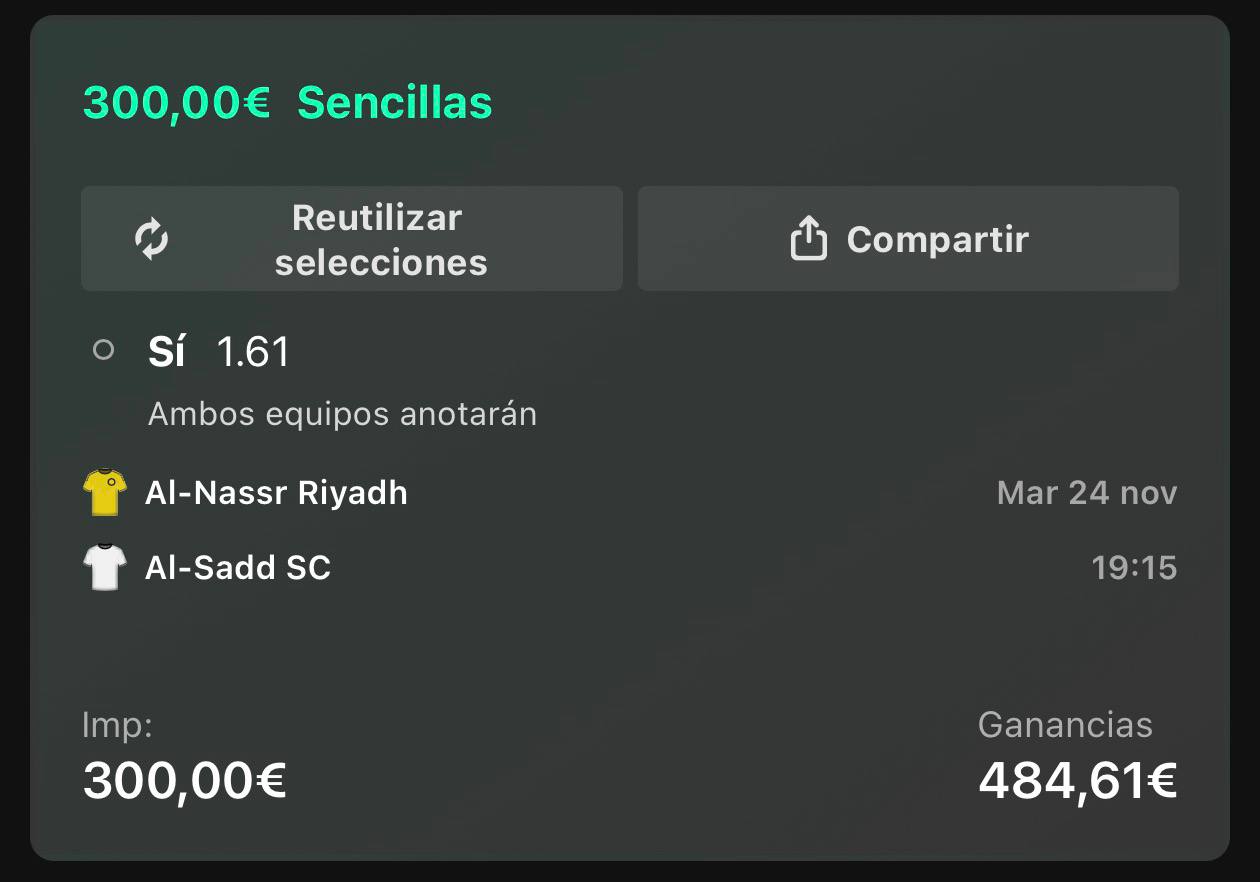 300,00€ Sencillas
Reutilizar
selecciones
Compartir
Sí 1.61
Ambos equipos anotarán
Al-Nassr Riyadh
Mar 24 nov
Al-Sadd SC
19:15
Imp:
Ganancias
300,00€
484,61€